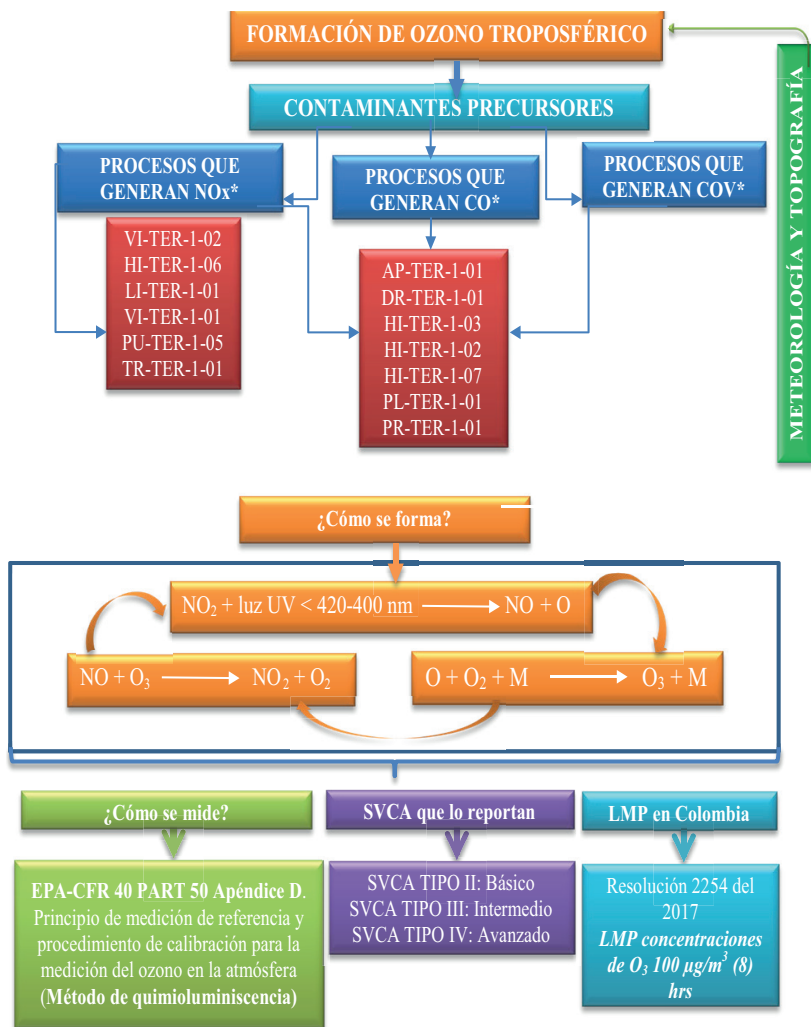 FORMACIÓN DE OZONO TROPOSFÉRICO
METEOROLOGÍA Y TOPOGRAFÍA
CONTAMINANTES PRECURSORES
PROCESOS QUE
GENERAN NOx*
PROCESOS QUE
GENERAN CO*
PROCESOS QUE
GENERAN COV*
VI-TER-1-02
HI-TER-1-06
LI-TER-1-01
VI-TER-1-01
PU-TER-1-05
TR-TER-1-01
AP-TER-1-01
DR-TER-1-01
HI-TER-1-03
HI-TER-1-02
HI-TER-1-07
PL-TER-1-01
PR-TER-1-01
¿Cómo se forma?
NO₂ + luz UV < 420-400 nm ⟶ NO + O
NO + O₃ ⟶ NO₂ + O₂
O + O₂ + M ⟶ O₃ + M
¿Cómo se mide?
EPA-CFR 40 PART 50 Apéndice D.
Principio de medición de referencia y
procedimiento de calibración para la
medición del ozono en la atmósfera
(Método de quimioluminiscencia)
SVCA que lo reportan
SVCA TIPO II: Básico
SVCA TIPO III: Intermedio
SVCA TIPO IV: Avanzado
LMP en Colombia
Resolución 2254 del
2017
LMP concentraciones
de O₃ 100 µg/m³ (8)
hrs